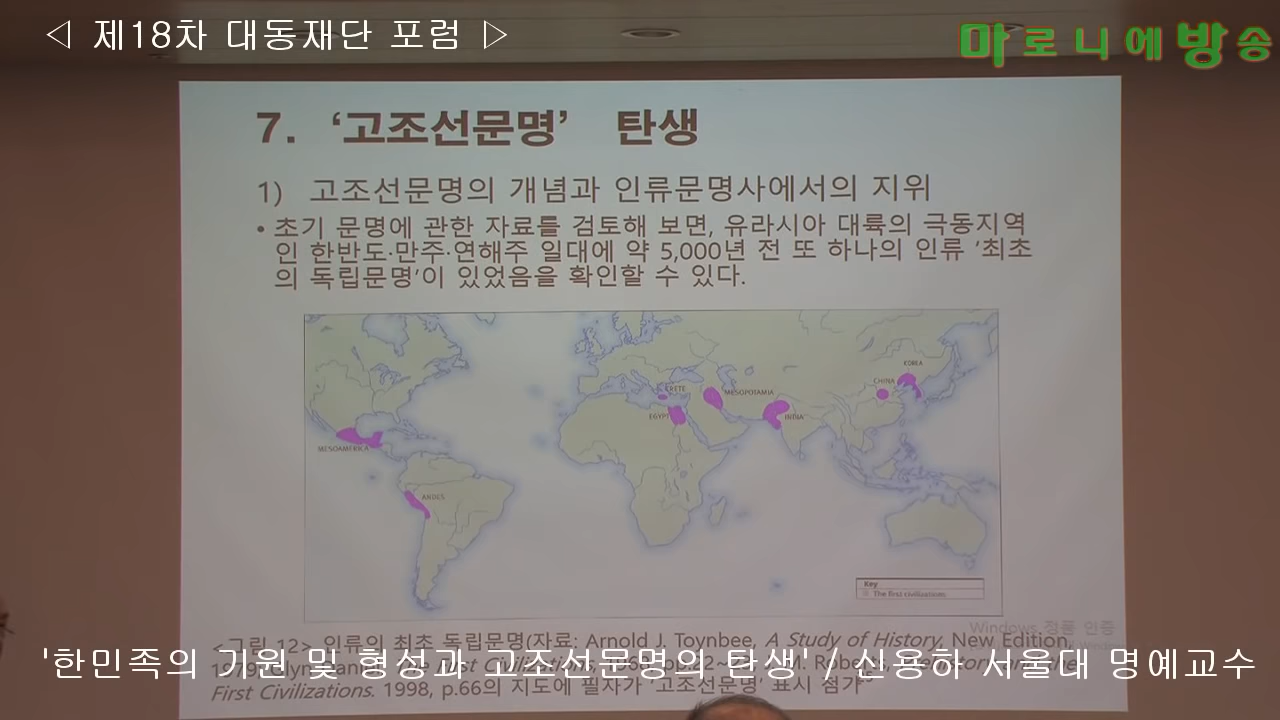 ◁ 제18차 대동재단 포럼 ▷
마로니에방송
7. ‘고조선문명’ 탄생
1) 고조선문명의 개념과 인류문명사에서의 지위
• 초기 문명에 관한 자료를 검토해 보면, 유라시아 대륙의 극동지역
인 한반도·만주·연해주 일대에 약 5,000년 전 또 하나의 인류 ‘최초
의 독립문명’이 있었음을 확인할 수 있다.
KOREA
CHINA
CRETE
MESOPOTAMIA
EGYPT
INDIA
MESOAMERICA
ANDES
Key
The first civilizations
Windows 정품 인증
<그림 12> 인류의 최초 독립문명(자료: Arnold J. Toynbee, A Study of History, New Edition,
'한민족의 기원 및 형성과 고조선문명의 탄생' / 신용하 서울대 명예교수
First Civilizations. 1998, p.66의 지도에 필자가 ‘고조선문명’ 표시 첨가